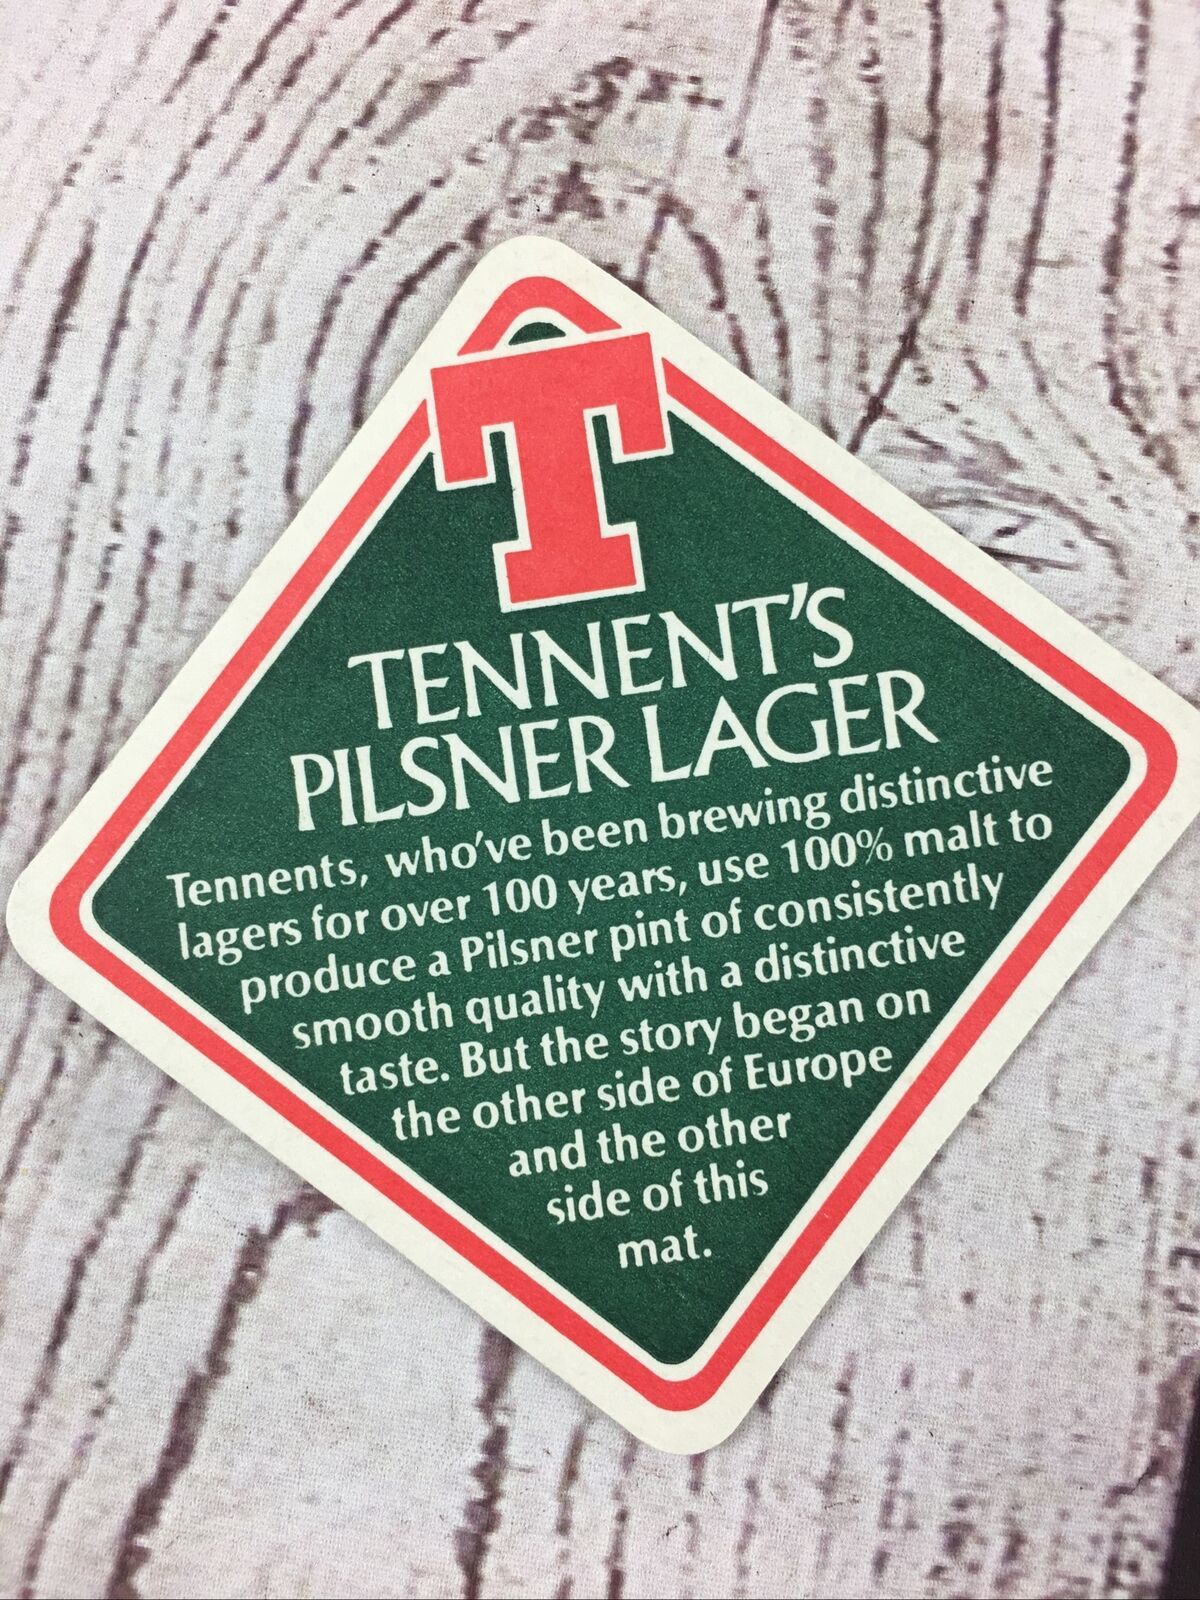 T
TENNENT'S
PILSNER LAGER
Tennents, who've been brewing distinctive
lagers for over 100 years, use 100% malt to
produce a Pilsner pint of consistently
smooth quality with a distinctive
taste. But the story began on
the other side of Europe
and the other
side of this
mat.